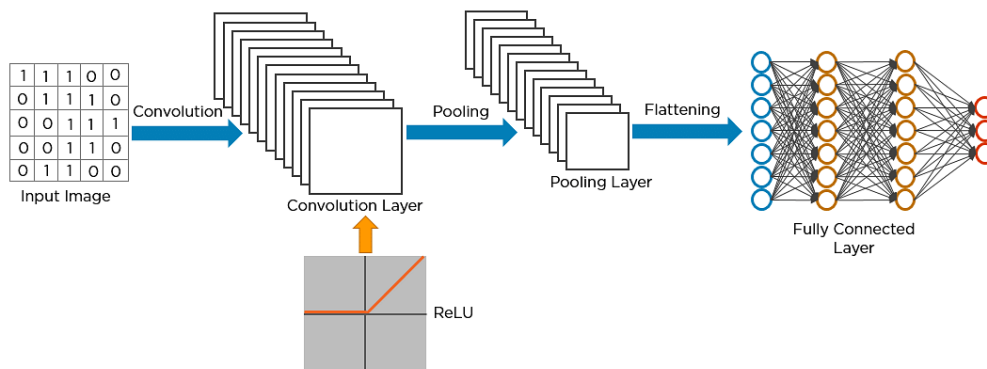 1 1 1 0 0
0 1 1 1 0
0 0 1 1 1
0 0 1 1 0
0 1 1 0 0
Input Image
Convolution
Convolution Layer
ReLU
Pooling
Pooling Layer
Flattening
Fully Connected
Layer